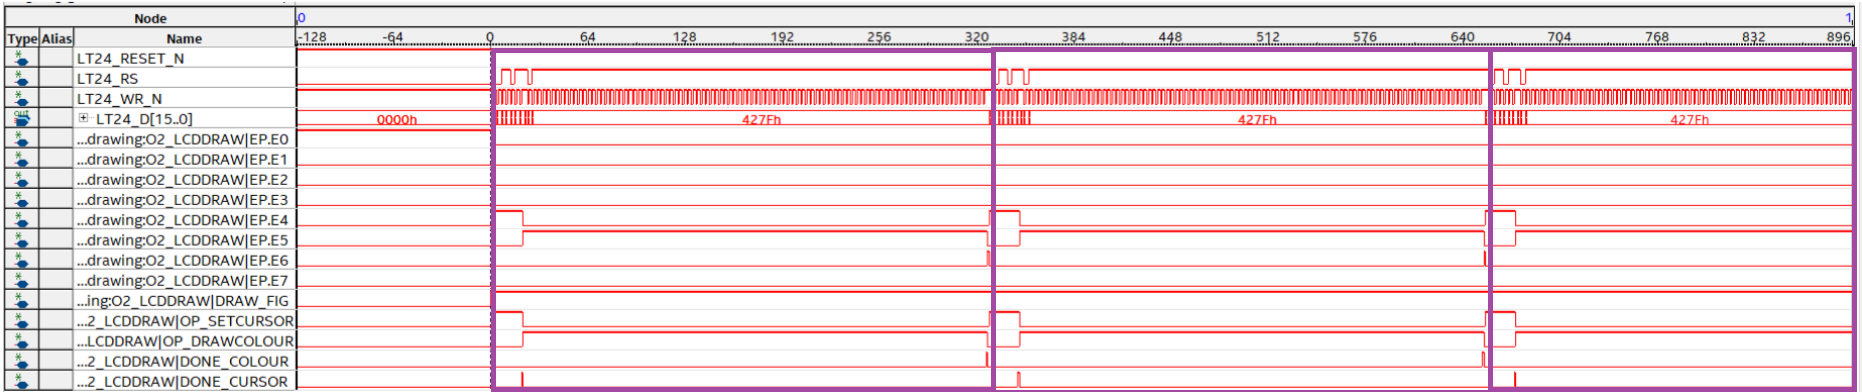 Node
0
1
Type Alias Name
-128 -64 0 64 128 192 256 320 384 448 512 576 640 704 768 832 896
LT24_RESET_N
LT24_RS
LT24_WR_N
LT24_D[15..0] 0000h 427Fh 427Fh 427Fh
...drawing:O2_LCDDRAW|EP.E0
...drawing:O2_LCDDRAW|EP.E1
...drawing:O2_LCDDRAW|EP.E2
...drawing:O2_LCDDRAW|EP.E3
...drawing:O2_LCDDRAW|EP.E4
...drawing:O2_LCDDRAW|EP.E5
...drawing:O2_LCDDRAW|EP.E6
...drawing:O2_LCDDRAW|EP.E7
...ing:O2_LCDDRAW|DRAW_FIG
...2_LCDDRAW|OP_SETCURSOR
...LCDDRAW|OP_DRAWCOLOUR
...2_LCDDRAW|DONE_COLOUR
...2_LCDDRAW|DONE_CURSOR